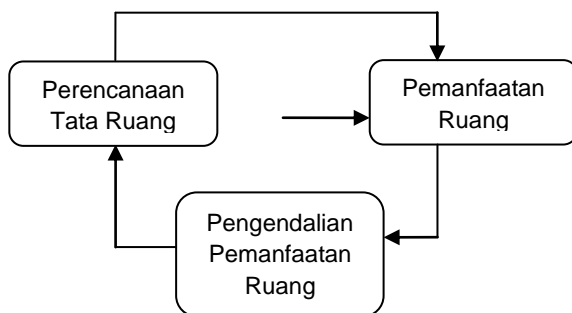 Perencanaan
Tata Ruang
Pemanfaatan
Ruang
Pengendalian
Pemanfaatan
Ruang